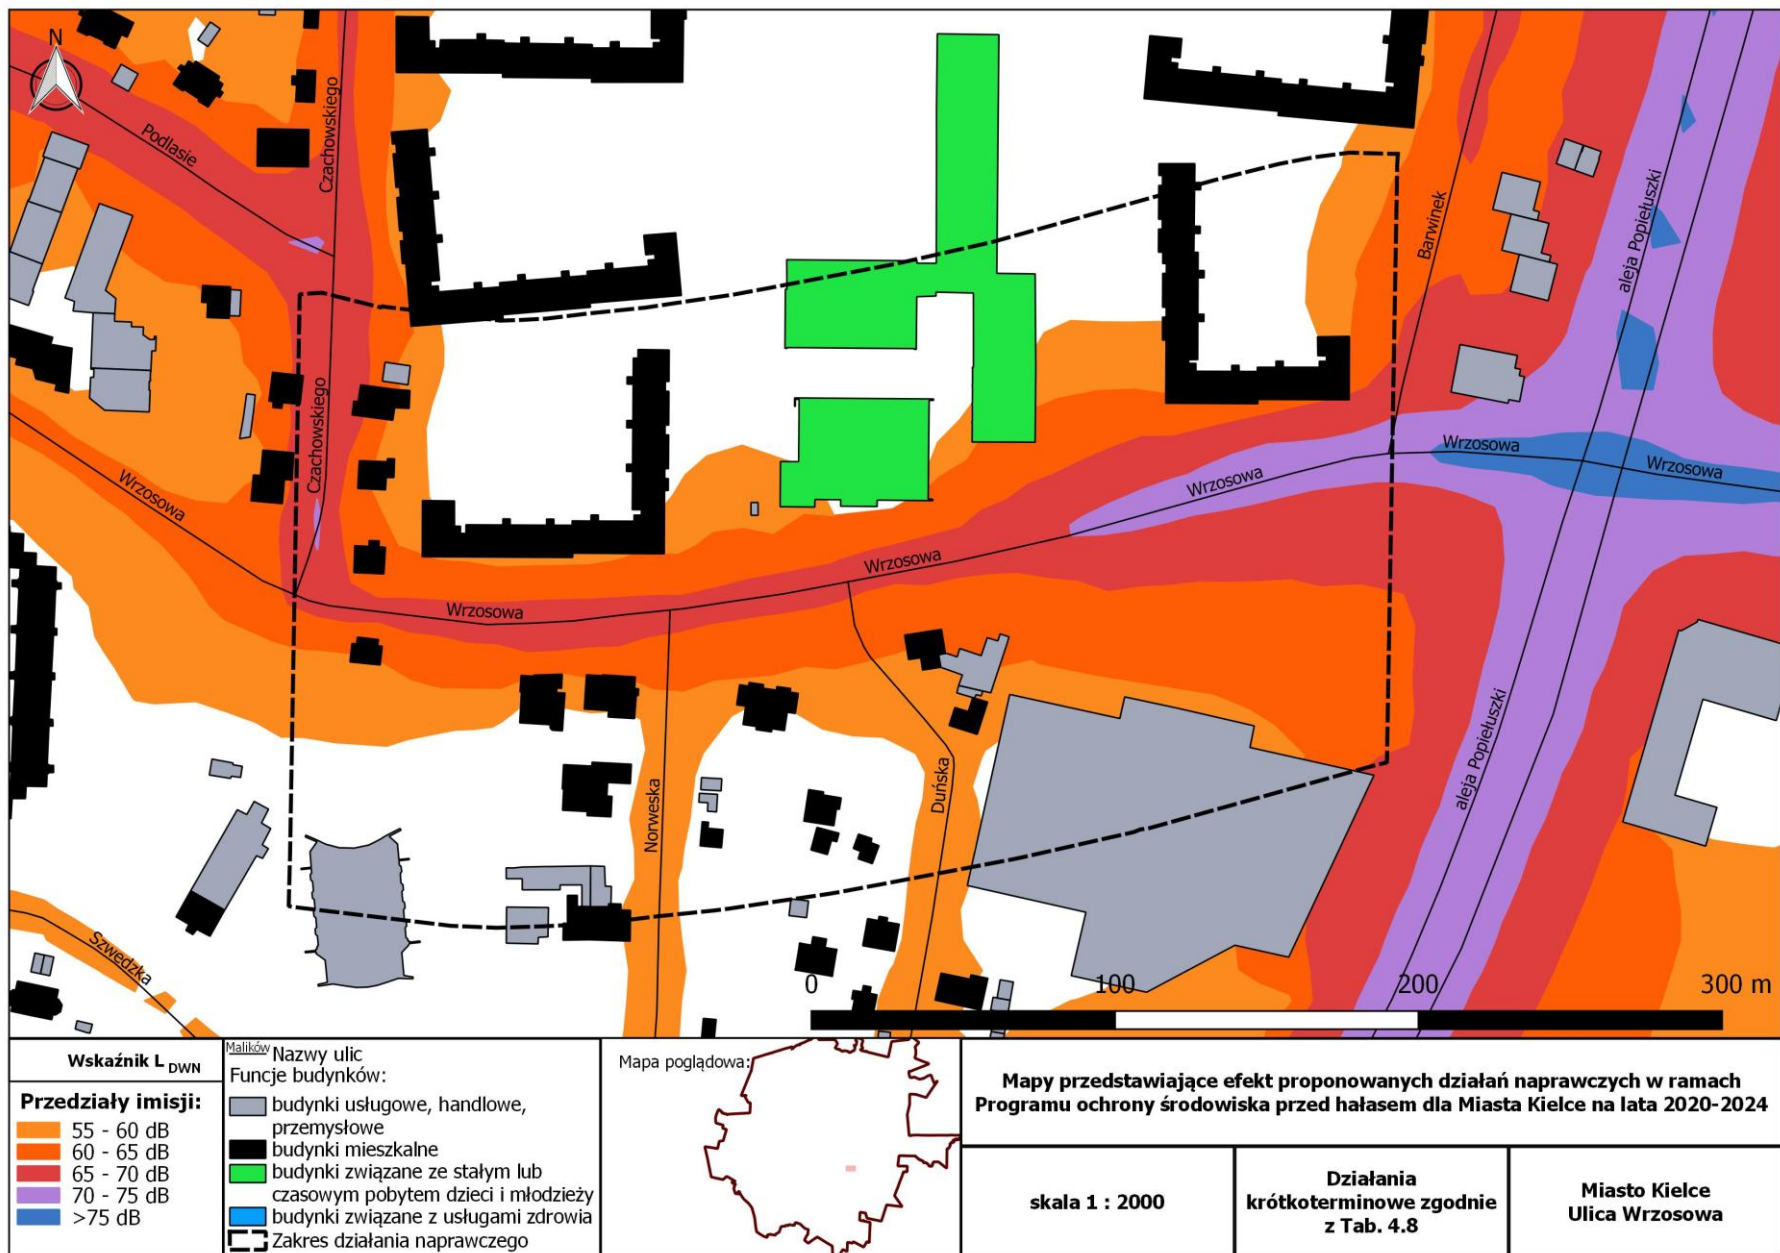 N
Podlasie
Czachowskiego
Czachowskiego
Wrzosowa
Wrzosowa
Wrzosowa
Wrzosowa
Wrzosowa
Wrzosowa
Barwinek
aleja Popiełuszki
aleja Popiełuszki
Norweska
Duńska
Szwedzka
0 100 200 300 m
Wskaźnik L DWN
Przedziały imisji:
55 - 60 dB
60 - 65 dB
65 - 70 dB
70 - 75 dB
>75 dB
Malików Nazwy ulic
Funcje budynków:
budynki usługowe, handlowe,
przemysłowe
budynki mieszkalne
budynki związane ze stałym lub
czasowym pobytem dzieci i młodzieży
budynki związane z usługami zdrowia
Zakres działania naprawczego
Mapa poglądowa:
Mapy przedstawiające efekt proponowanych działań naprawczych w ramach
Programu ochrony środowiska przed hałasem dla Miasta Kielce na lata 2020-2024
skala 1 : 2000
Działania
krótkoterminowe zgodnie
z Tab. 4.8
Miasto Kielce
Ulica Wrzosowa